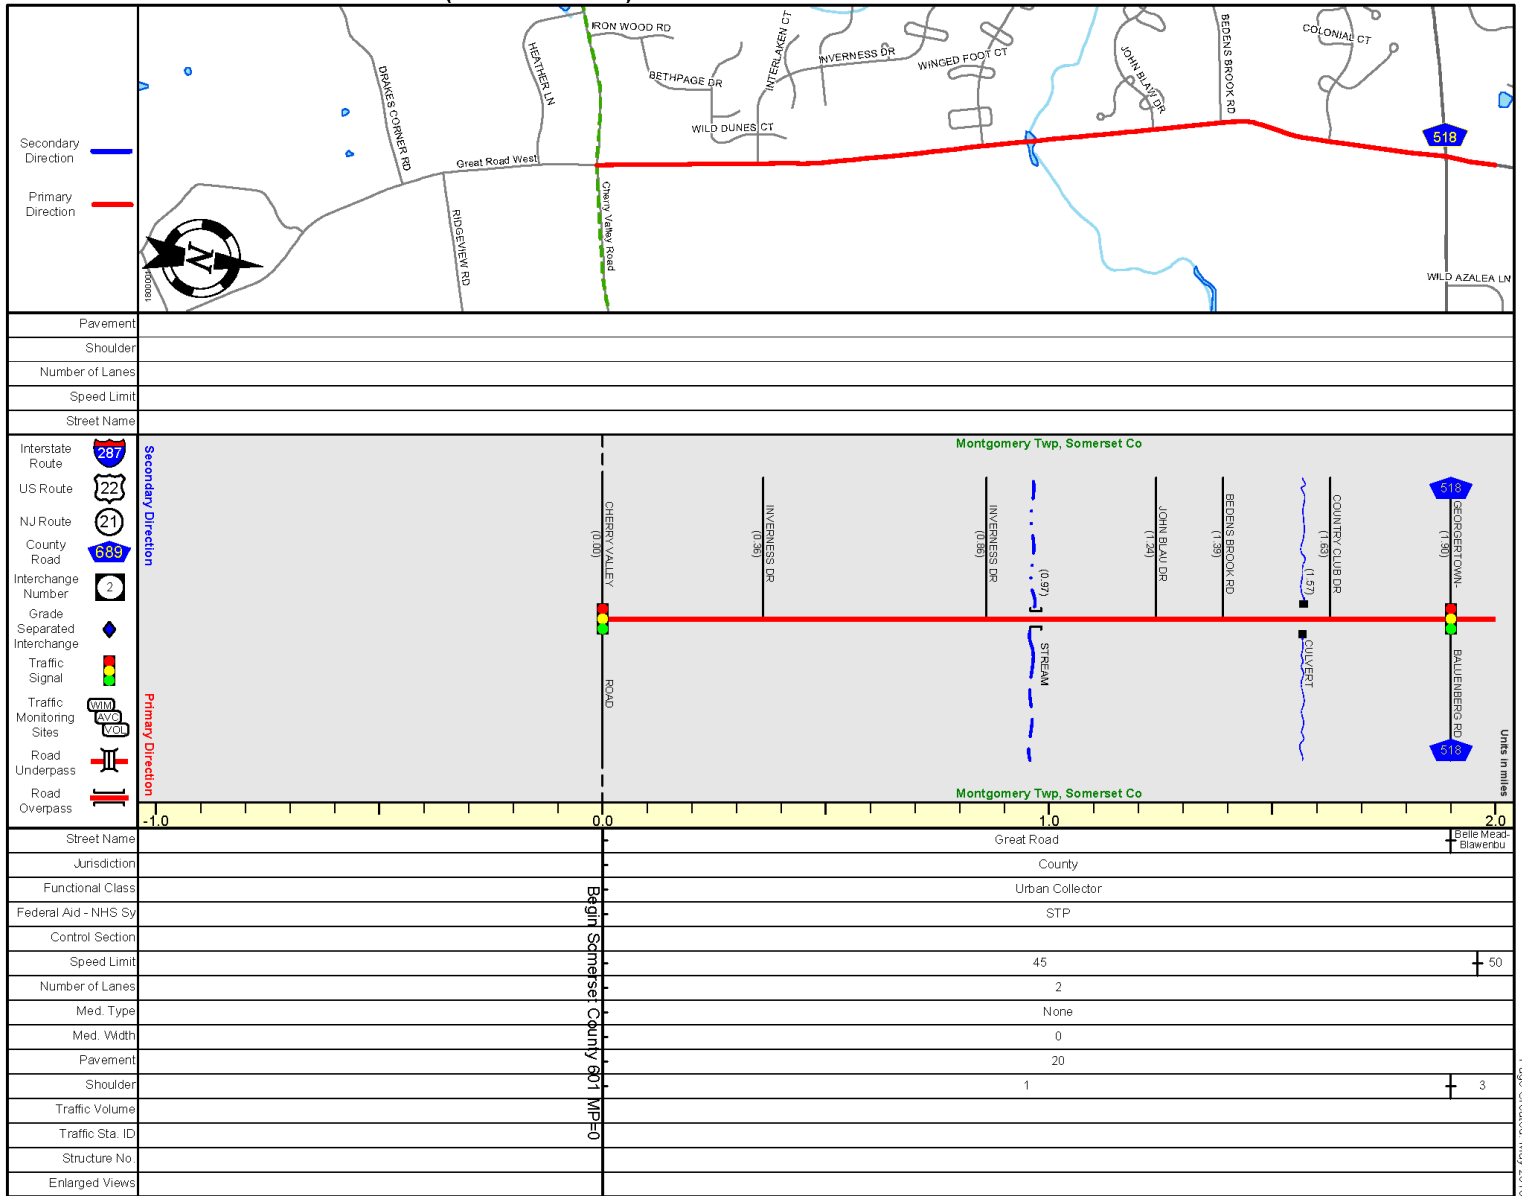 IRON WOOD RD
HEATHER LN
DRAKES CORNER RD
BETHPAGE DR
INTERLAKEN CT
INVERNESS DR
WINGED FOOT CT
JOHN BLAW DR
BEDENS BROOK RD
COLONIAL CT
WILD DUNES CT
518
Great Road West
Cherry Valley Road
RIDGEVIEW RD
WILD AZALEA LN
N
Secondary
Direction
Primary
Direction
Pavement
Shoulder
Number of Lanes
Speed Limit
Street Name
Interstate
Route
287
US Route
22
NJ Route
21
County
Road
689
Interchange
Number
2
Grade
Separated
Interchange
Traffic
Signal
Traffic
Monitoring
Sites
WIM
AVC
VOL
Road
Underpass
Road
Overpass
Secondary Direction
Primary Direction
Montgomery Twp, Somerset Co
CHERRY VALLEY
(0.00)
ROAD
INVERNESS DR
(0.36)
INVERNESS DR
(0.86)
(0.97)
STREAM
JOHN BLAU DR
(1.24)
BEDENS BROOK RD
(1.39)
(1.57)
CULVERT
COUNTRY CLUB DR
(1.63)
518
GEORGERTOWN-
(1.90)
BALUENBERG RD
518
Units in miles
Montgomery Twp, Somerset Co
-1.0
0.0
1.0
2.0
Street Name
Great Road
Belle Mead-
Blawenbu
Jurisdiction
County
Functional Class
Urban Collector
Federal Aid - NHS Sy
STP
Control Section
Speed Limit
45
50
Number of Lanes
2
Med. Type
None
Med. Width
0
Pavement
20
Shoulder
1
3
Traffic Volume
Traffic Sta. ID
Structure No.
Enlarged Views
Begin Somerset County 601 MP=0